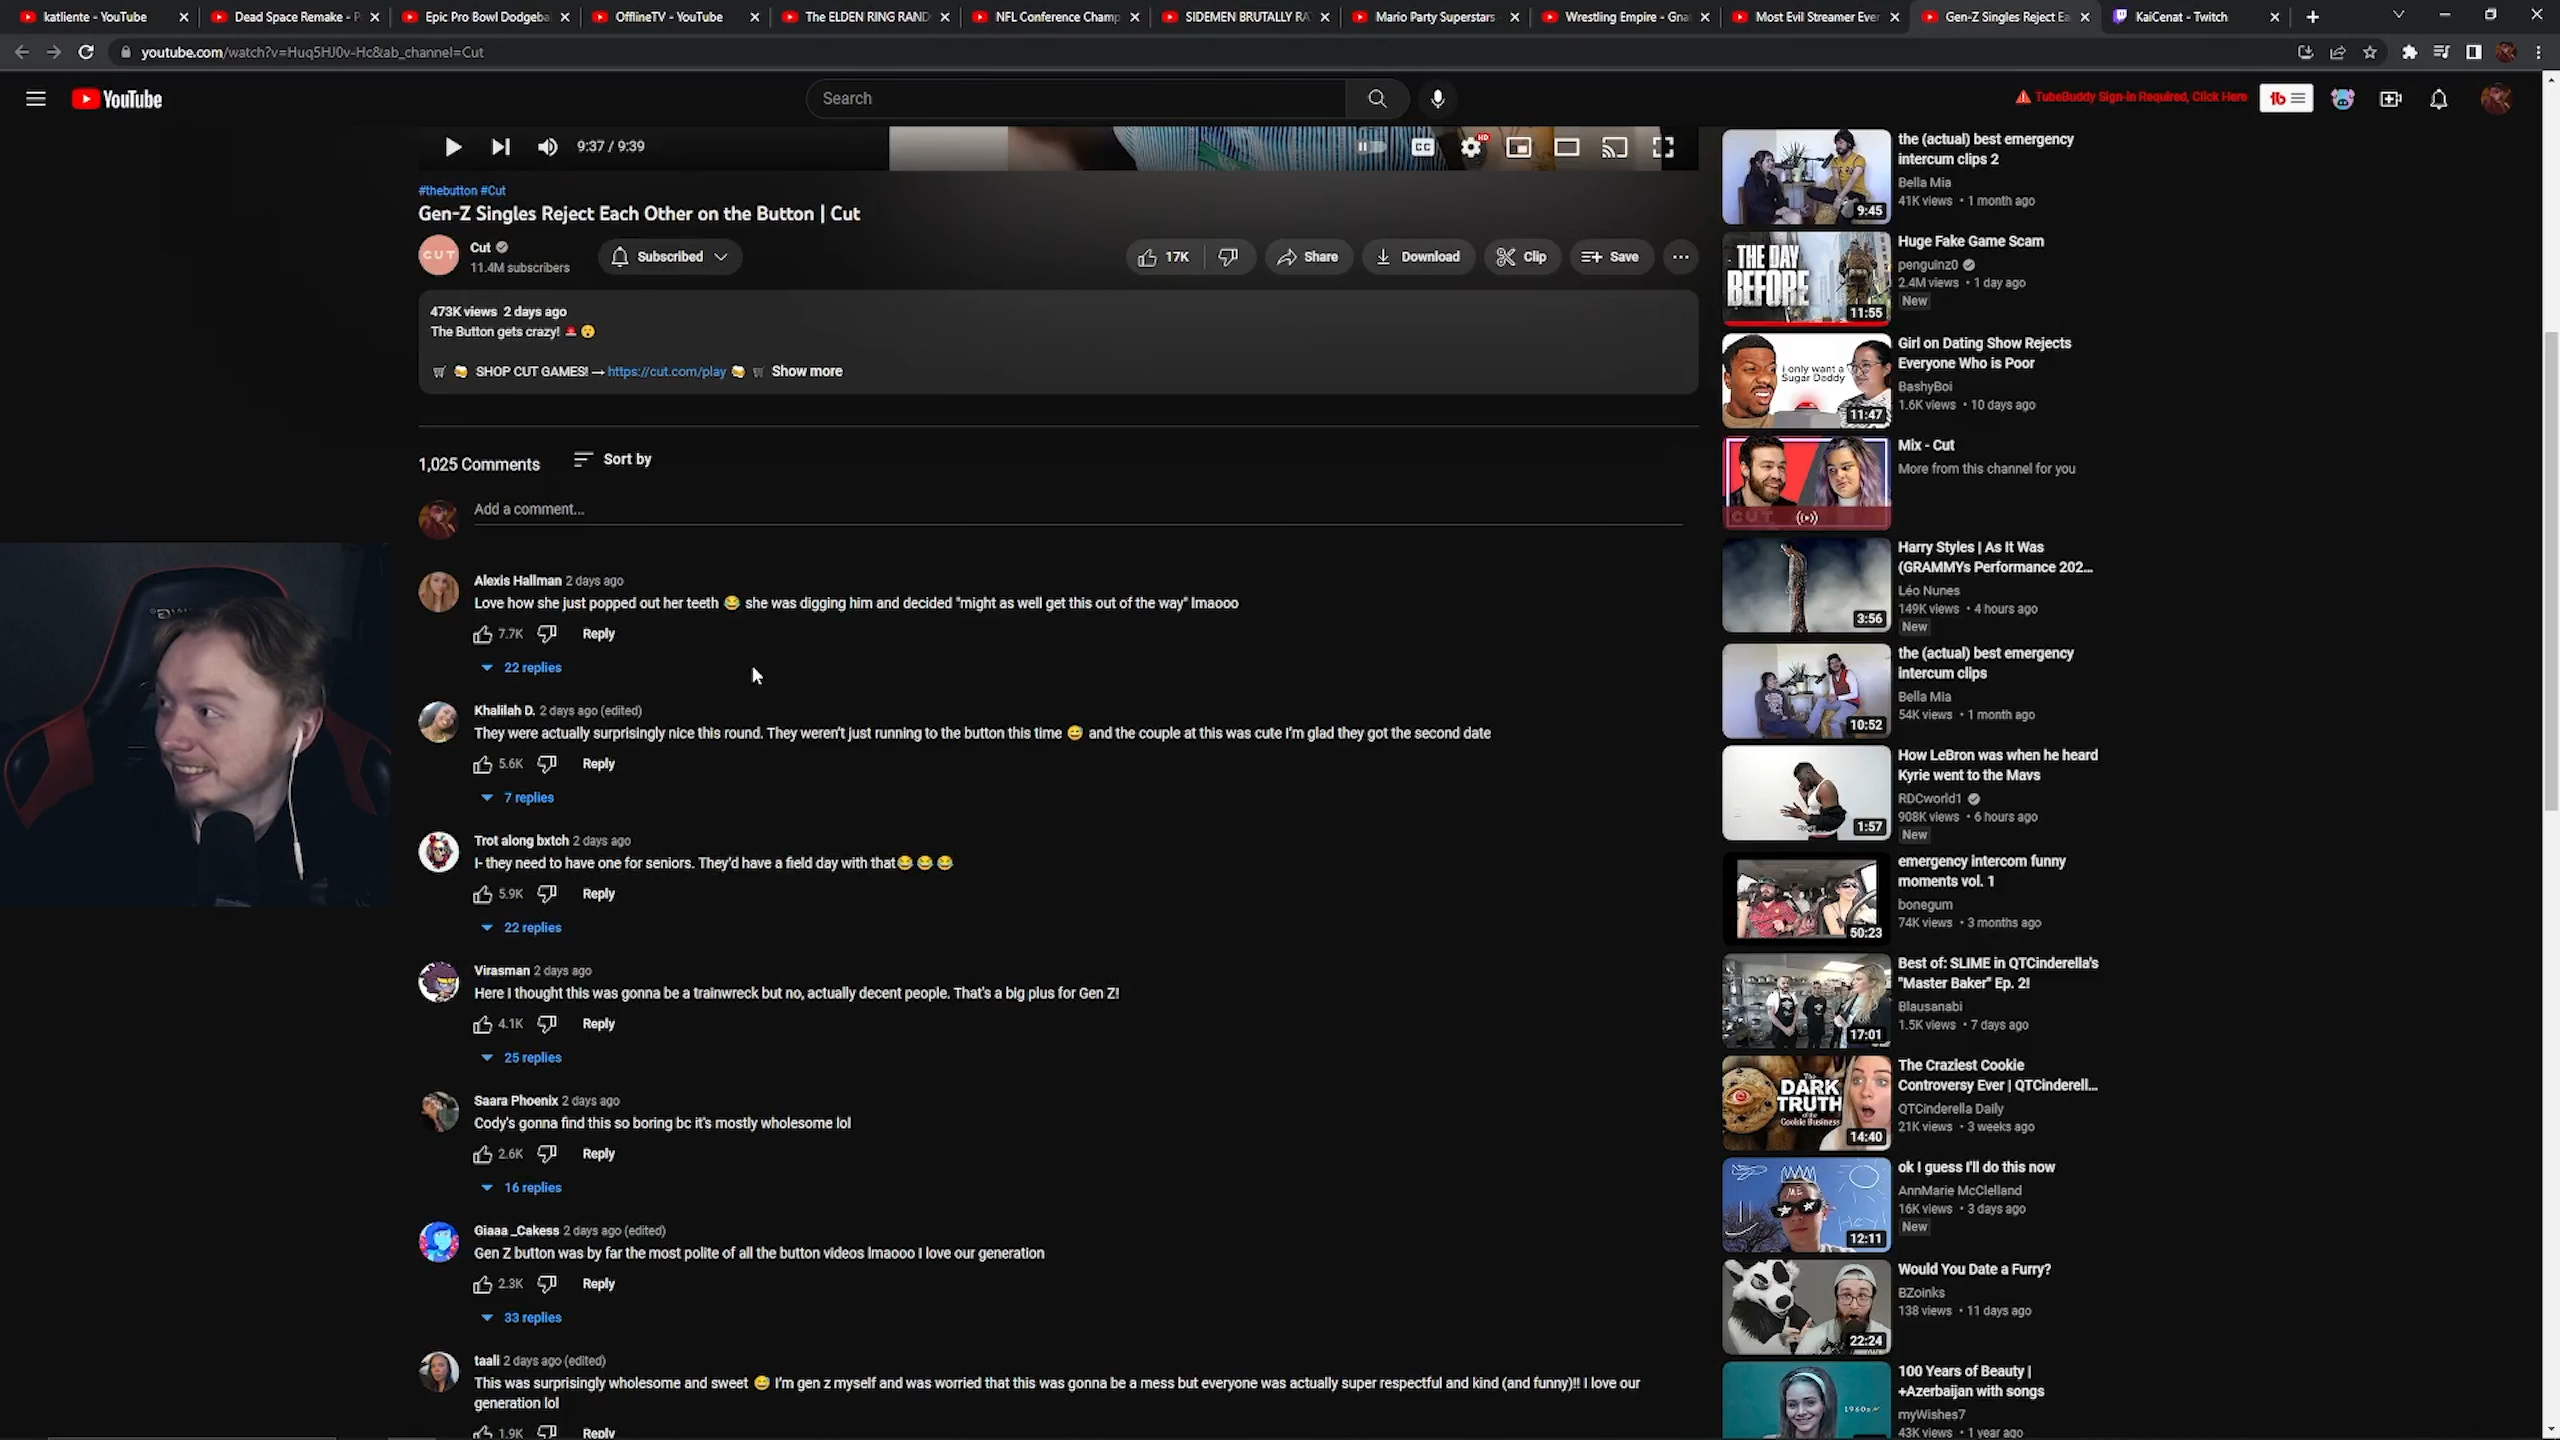 katliente - YouTube
Dead Space Remake - P
Epic Pro Bowl Dodgeba
OfflineTV - YouTube
The ELDEN RING RAND
NFL Conference Champ
SIDEMEN BRUTALLY RA
Mario Party Superstars
Wrestling Empire - Gna
Most Evil Streamer Ever
Gen-Z Singles Reject Ea
KaiCenat - Twitch
youtube.com/watch?v=Huq5HJ0v-Hc&ab_channel=Cut
YouTube
Search
TubeBuddy Sign-in Required, Click Here
9:37 / 9:39
CC
HD
#thebutton #Cut
Gen-Z Singles Reject Each Other on the Button | Cut
CUT
Cut
11.4M subscribers
Subscribed
17K
Share
Download
Clip
Save
473K views 2 days ago
The Button gets crazy! 🚨 😮
🛒 🍻 SHOP CUT GAMES! → https://cut.com/play 🍻 🛒 Show more
1,025 Comments
Sort by
Add a comment...
Alexis Hallman 2 days ago
Love how she just popped out her teeth 😂 she was digging him and decided "might as well get this out of the way" lmaooo
7.7K
Reply
22 replies
Khalilah D. 2 days ago (edited)
They were actually surprisingly nice this round. They weren't just running to the button this time 😅 and the couple at this was cute I'm glad they got the second date
5.6K
Reply
7 replies
Trot along bxtch 2 days ago
I- they need to have one for seniors. They'd have a field day with that😂 😂 😂
5.9K
Reply
22 replies
Virasman 2 days ago
Here I thought this was gonna be a trainwreck but no, actually decent people. That's a big plus for Gen Z!
4.1K
Reply
25 replies
Saara Phoenix 2 days ago
Cody's gonna find this so boring bc it's mostly wholesome lol
2.6K
Reply
16 replies
Giaaa _Cakess 2 days ago (edited)
Gen Z button was by far the most polite of all the button videos lmaooo I love our generation
2.3K
Reply
33 replies
taali 2 days ago (edited)
This was surprisingly wholesome and sweet 😅 I'm gen z myself and was worried that this was gonna be a mess but everyone was actually super respectful and kind (and funny)!! I love our
generation lol
1.9K
Reply
9:45
the (actual) best emergency
intercum clips 2
Bella Mia
41K views • 1 month ago
THE DAY
BEFORE
11:55
Huge Fake Game Scam
penguinz0
2.4M views • 1 day ago
New
i only want a
Sugar Daddy
11:47
Girl on Dating Show Rejects
Everyone Who is Poor
BashyBoi
1.6K views • 10 days ago
CUT
Mix - Cut
More from this channel for you
3:56
Harry Styles | As It Was
(GRAMMYs Performance 202...
Léo Nunes
149K views • 4 hours ago
New
10:52
the (actual) best emergency
intercum clips
Bella Mia
54K views • 1 month ago
1:57
How LeBron was when he heard
Kyrie went to the Mavs
RDCworld1
908K views • 6 hours ago
New
50:23
emergency intercom funny
moments vol. 1
bonegum
74K views • 3 months ago
17:01
Best of: SLIME in QTCinderella's
"Master Baker" Ep. 2!
Blausanabi
1.5K views • 7 days ago
The
DARK
TRUTH
of the
Cookie Business
14:40
The Craziest Cookie
Controversy Ever | QTCinderell...
QTCinderella Daily
21K views • 3 weeks ago
ME
Hey!
12:11
ok I guess I'll do this now
AnnMarie McClelland
16K views • 3 days ago
New
22:24
Would You Date a Furry?
BZoinks
138 views • 11 days ago
1960s
100 Years of Beauty |
+Azerbaijan with songs
myWishes7
43K views • 1 year ago